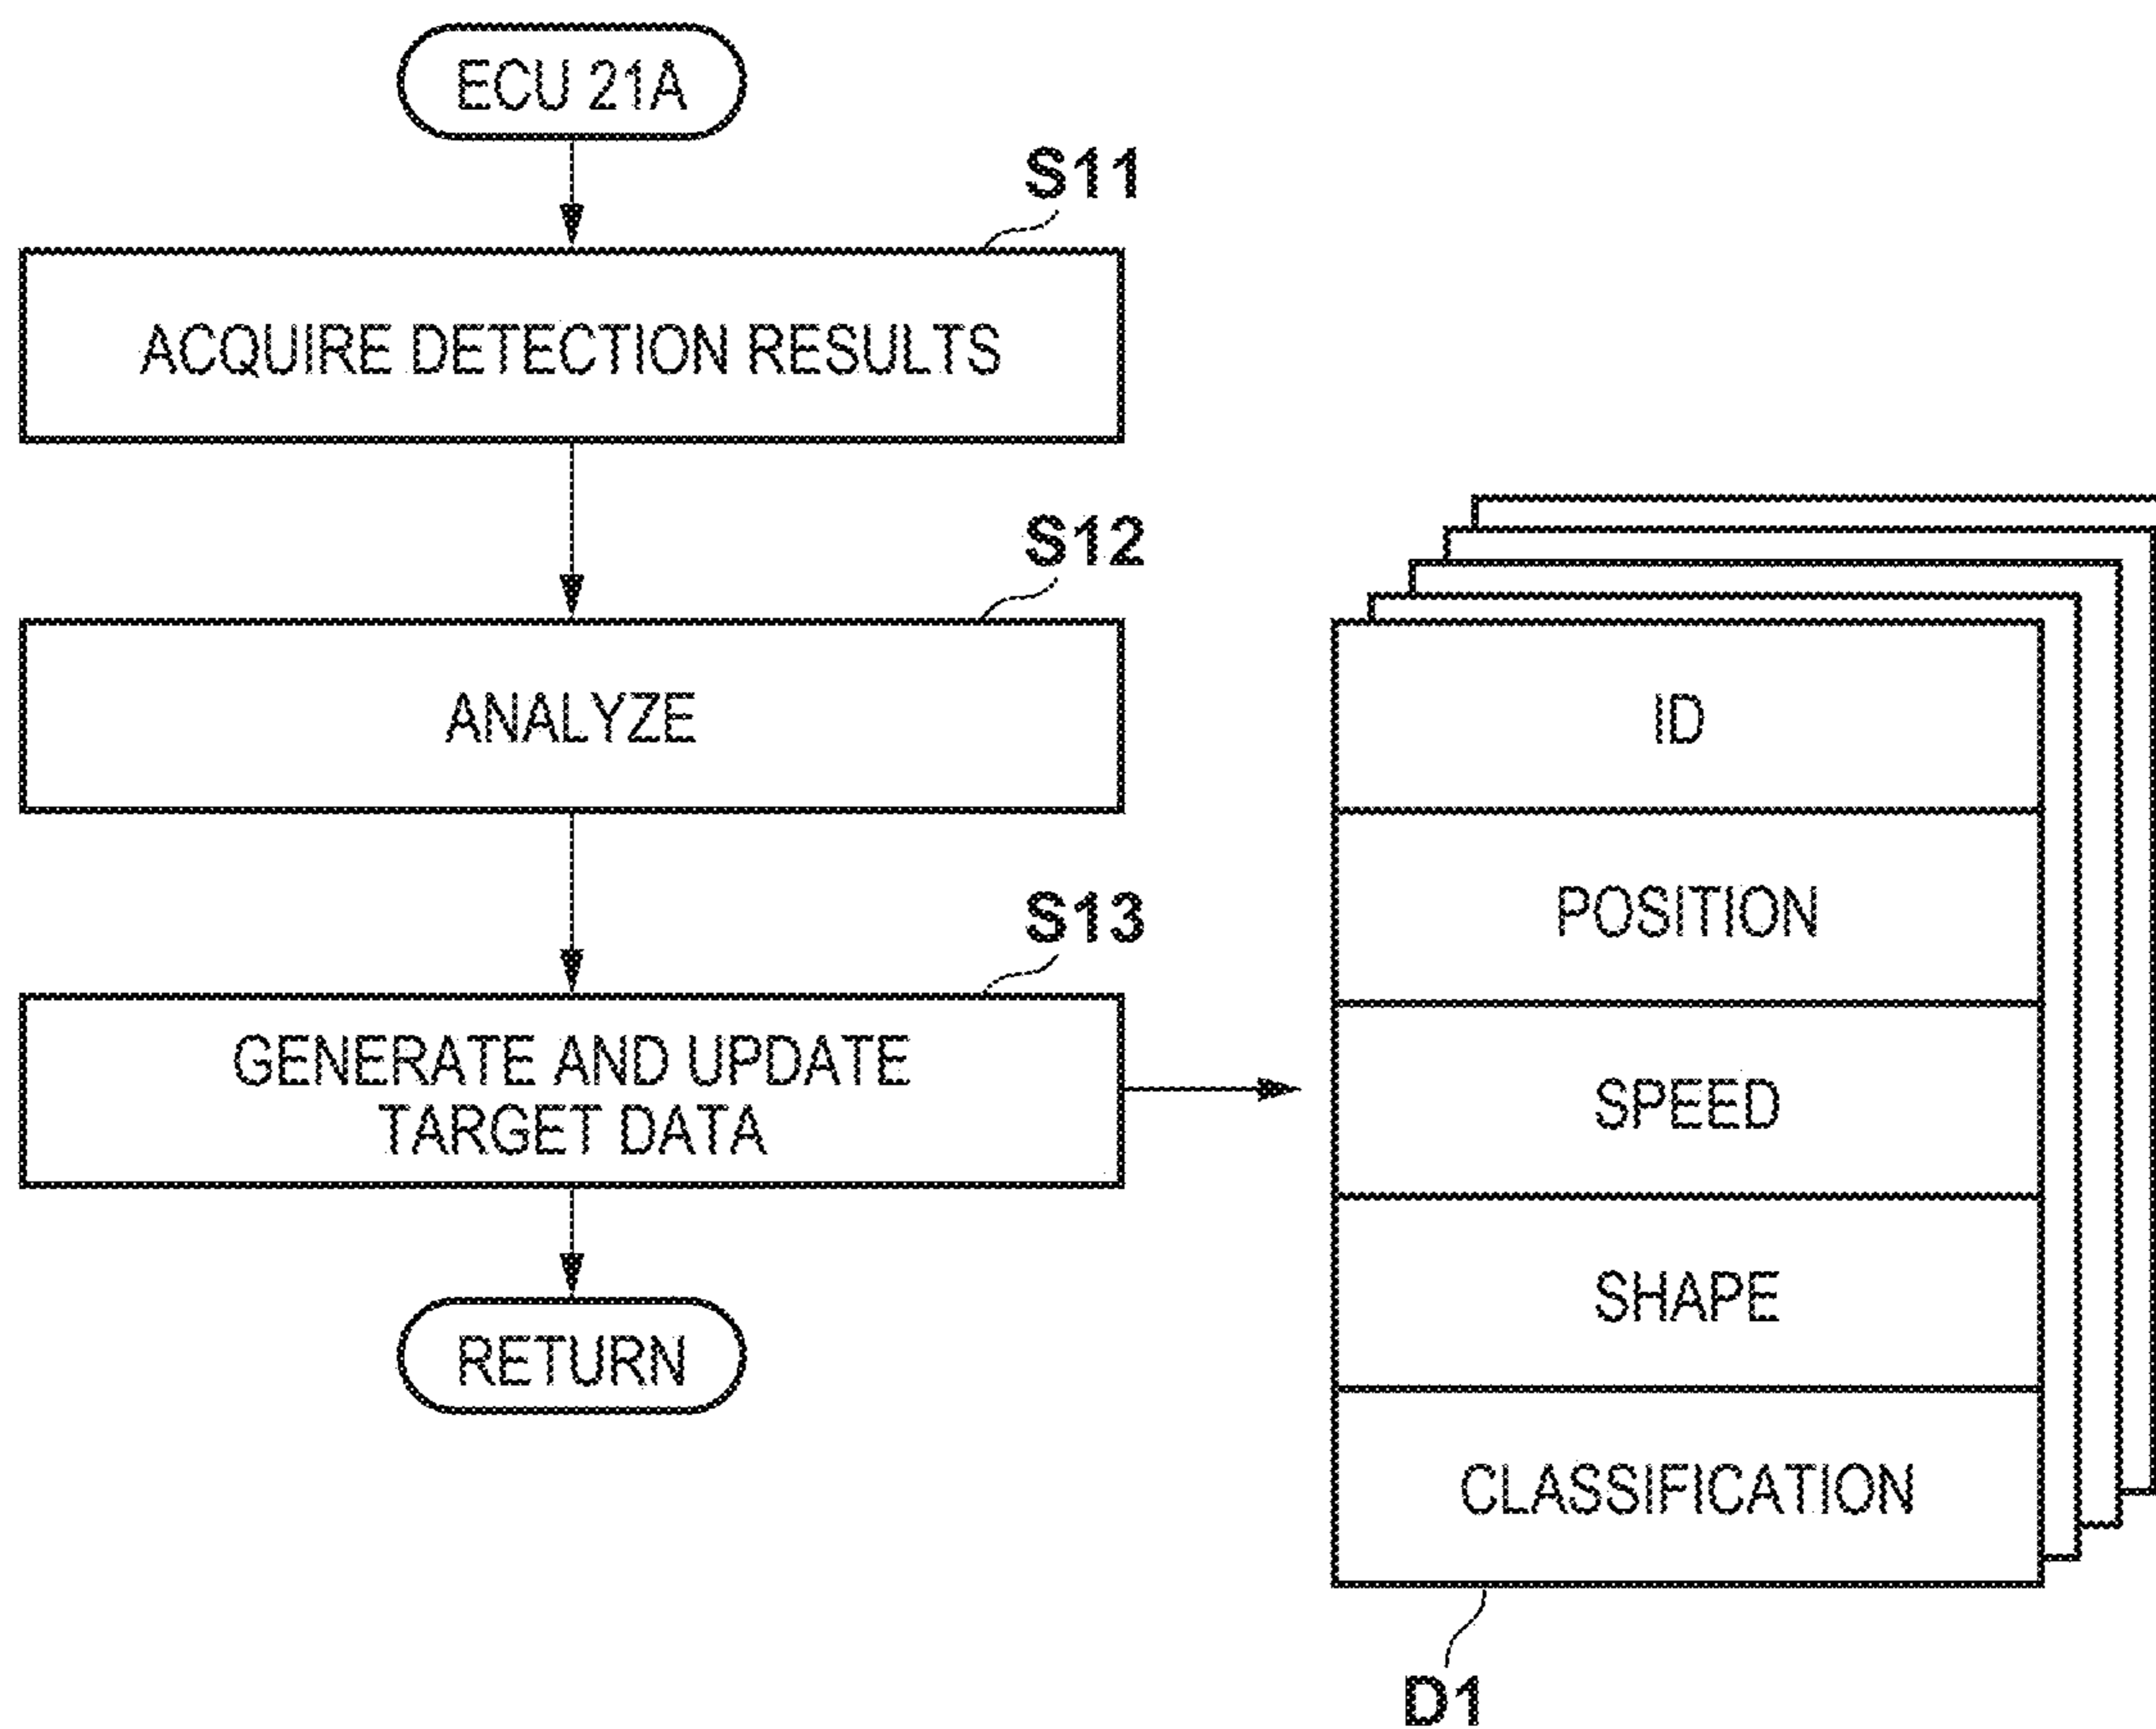 ECU 21A
S11
ACQUIRE DETECTION RESULTS
S12
ANALYZE
S13
GENERATE AND UPDATE
TARGET DATA
RETURN
ID
POSITION
SPEED
SHAPE
CLASSIFICATION
D1